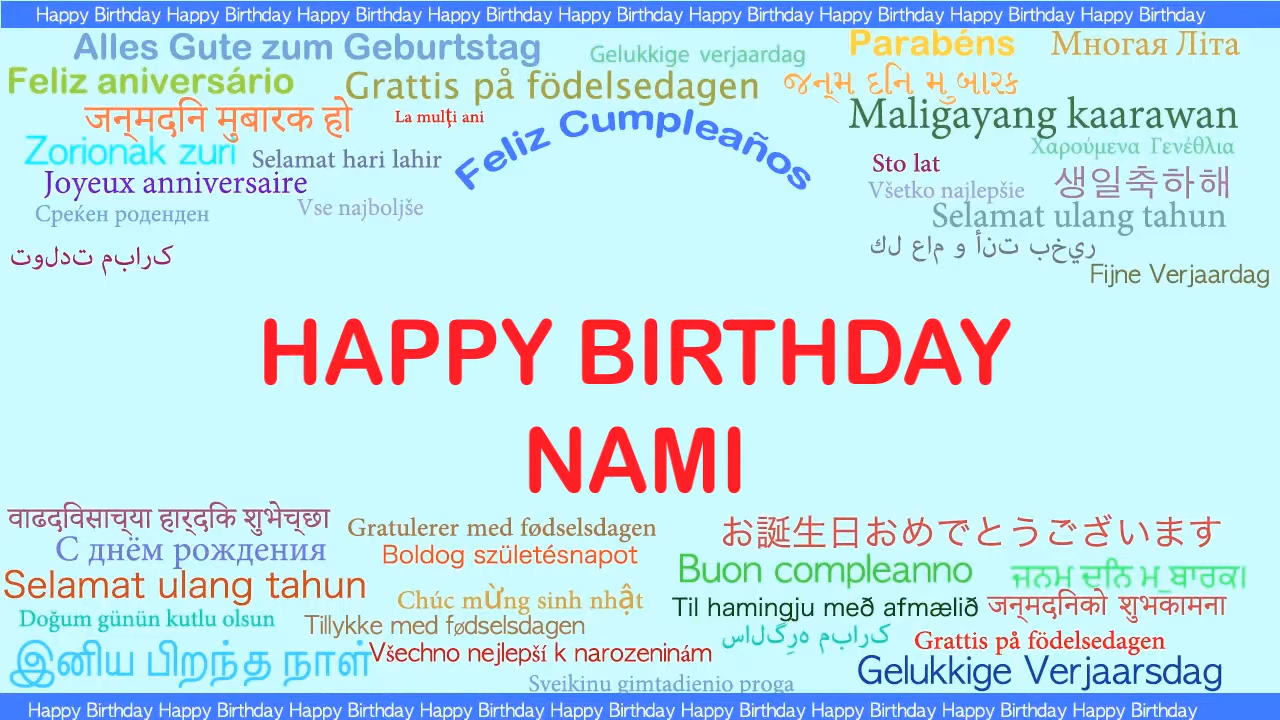 Happy Birthday Happy Birthday Happy Birthday Happy Birthday Happy Birthday Happy Birthday Happy Birthday Happy Birthday Happy Birthday
Alles Gute zum Geburtstag
Gelukkige verjaardag
Parabéns
Многая Літа
Feliz aniversário
Grattis på födelsedagen
જન્મ દિન મુબારક
जन्मदिन मुबारक हो
La mulţi ani
Feliz Cumpleaños
Maligayang kaarawan
Zorionak zuri
Selamat hari lahir
Χαρούμενα Γενέθλια
Sto lat
Joyeux anniversaire
Všetko najlepšie
생일축하해
Среќен роденден
Vse najboljše
Selamat ulang tahun
تولدت مبارک
كل عام و أنت بخير
Fijne Verjaardag
HAPPY BIRTHDAY
NAMI
वाढदिवसाच्या हार्दिक शुभेच्छा
Gratulerer med fødselsdagen
お誕生日おめでとうございます
С днём рождения
Boldog születésnapot
Buon compleanno
ਜਨਮ ਦਿਨ ਮੁਬਾਰਕ।
Selamat ulang tahun
Chúc mừng sinh nhật
Til hamingju með afmælið
जन्मदिनको शुभकामना
Doğum günün kutlu olsun
Tillykke med fødselsdagen
سالگِرہ مبارک
Grattis på födelsedagen
இனிய பிறந்த நாள்
Všechno nejlepší k narozeninám
Gelukkige Verjaarsdag
Sveikinu gimtadienio proga
Happy Birthday Happy Birthday Happy Birthday Happy Birthday Happy Birthday Happy Birthday Happy Birthday Happy Birthday Happy Birthday